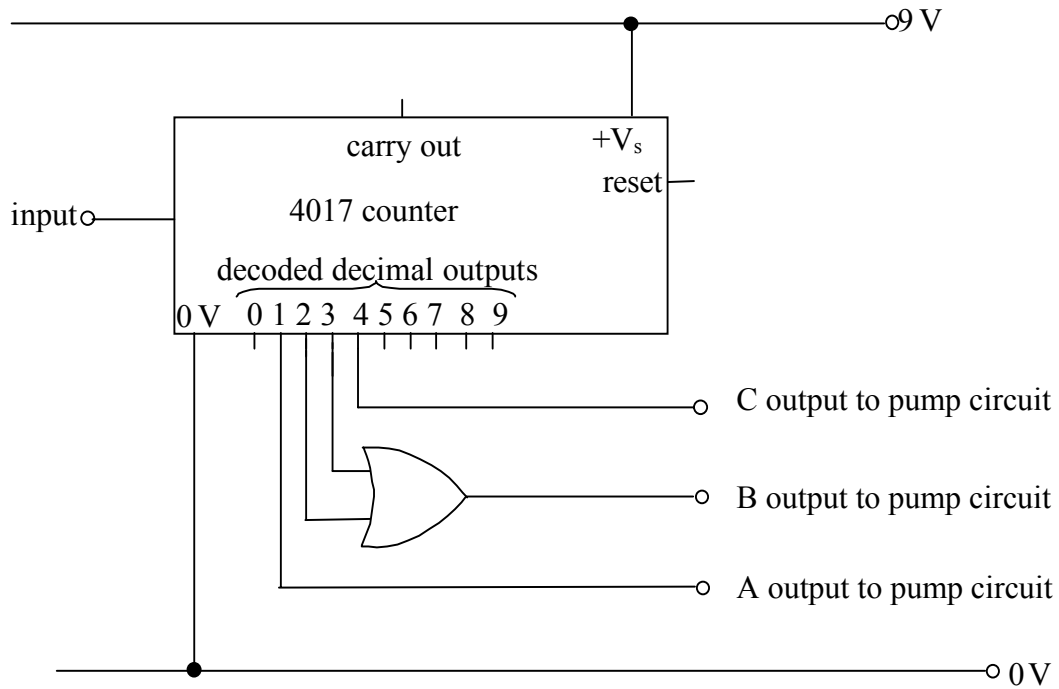 9 V
carry out
+Vₛ
reset
input
4017 counter
decoded decimal outputs
0 V 0 1 2 3 4 5 6 7 8 9
C output to pump circuit
B output to pump circuit
A output to pump circuit
0 V